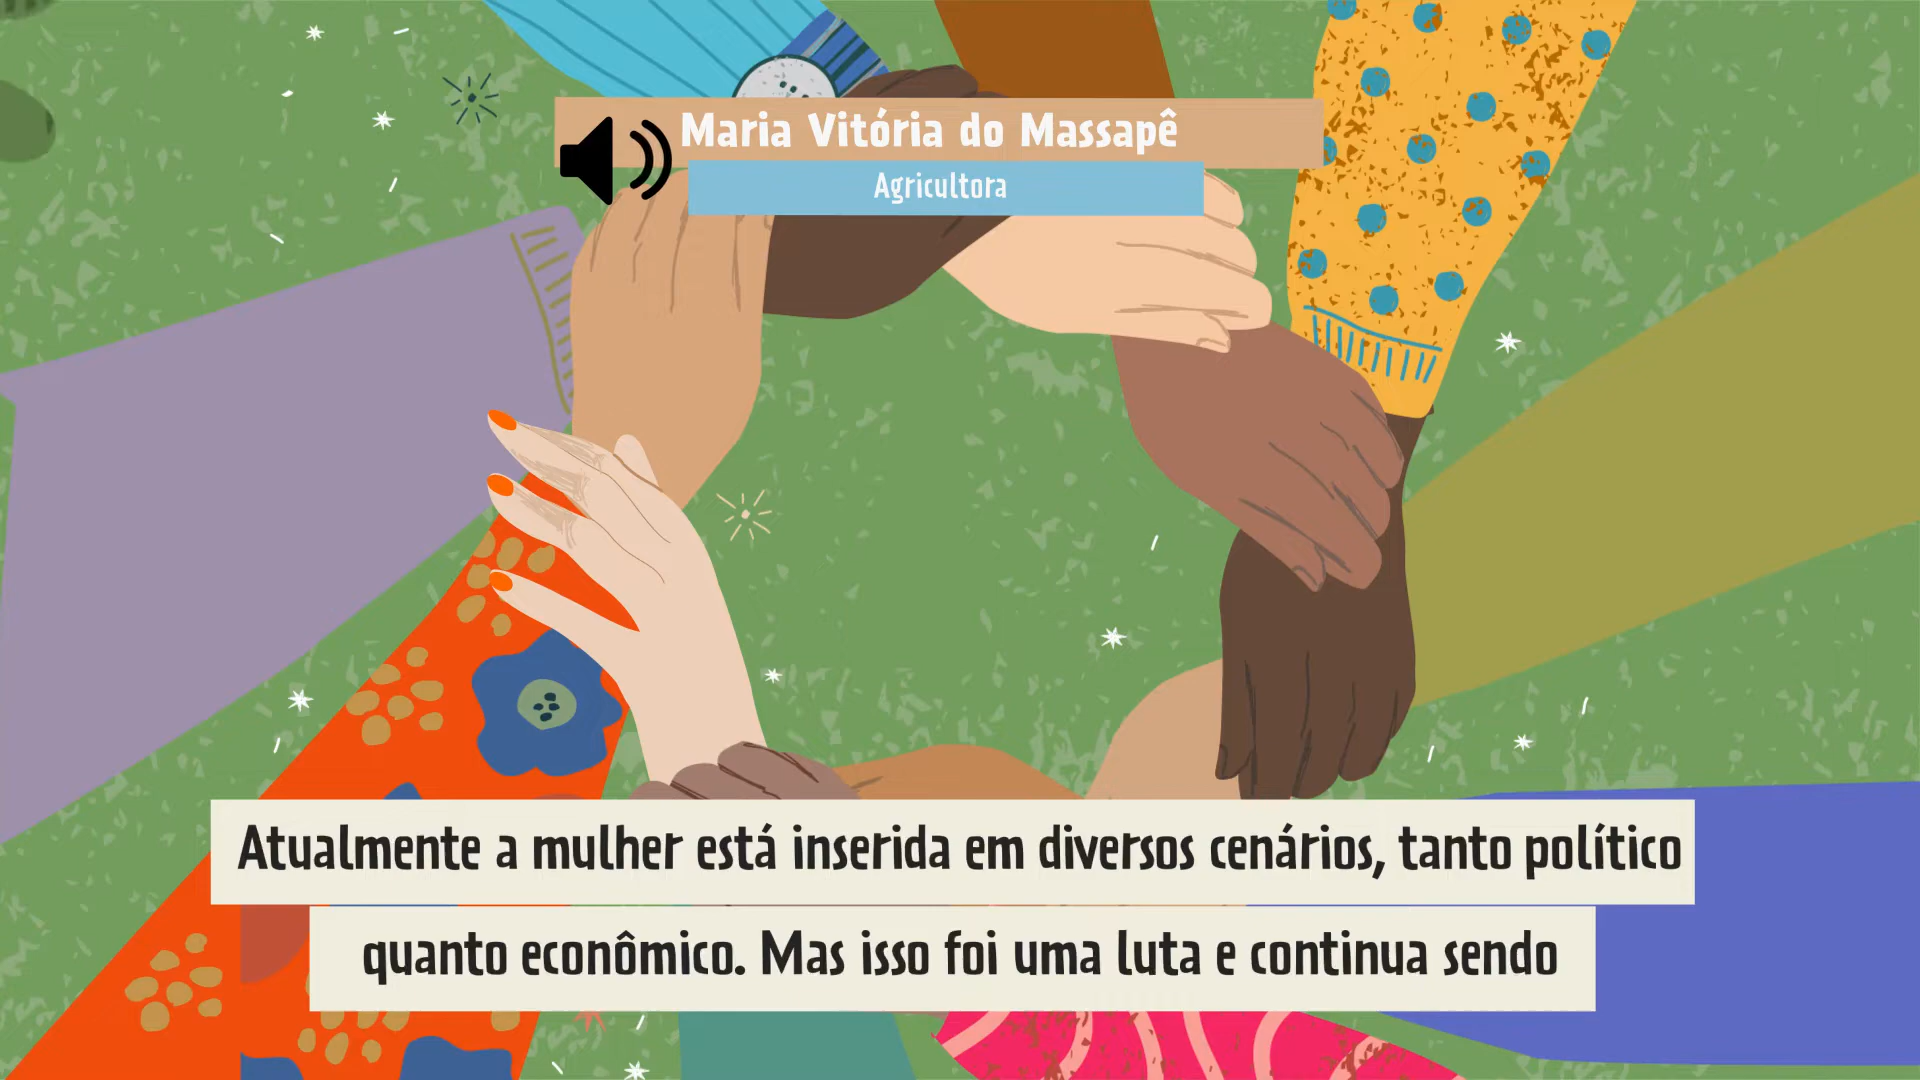 Maria Vitória do Massapê
Agricultora
Atualmente a mulher está inserida em diversos cenários, tanto político
quanto econômico. Mas isso foi uma luta e continua sendo